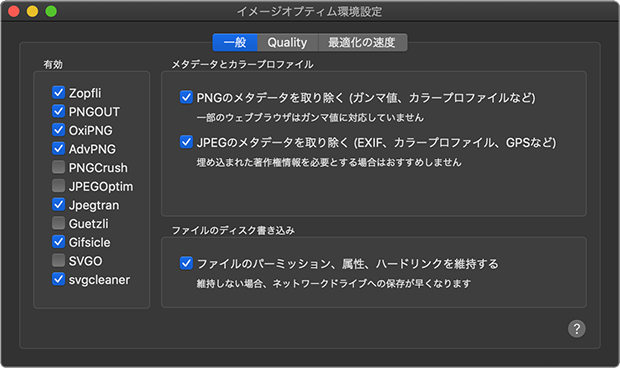 イメージオプティム環境設定
一般 Quality 最適化の速度
有効
Zopfli
PNGOUT
OxiPNG
AdvPNG
PNGCrush
JPEGOptim
Jpegtran
Guetzli
Gifsicle
SVGO
svgcleaner
メタデータとカラープロファイル
PNGのメタデータを取り除く (ガンマ値、カラープロファイルなど)
一部のウェブブラウザはガンマ値に対応していません
JPEGのメタデータを取り除く (EXIF、カラープロファイル、GPSなど)
埋め込まれた著作権情報を必要とする場合はおすすめしません
ファイルのディスク書き込み
ファイルのパーミッション、属性、ハードリンクを維持する
維持しない場合、ネットワークドライブへの保存が早くなります
?